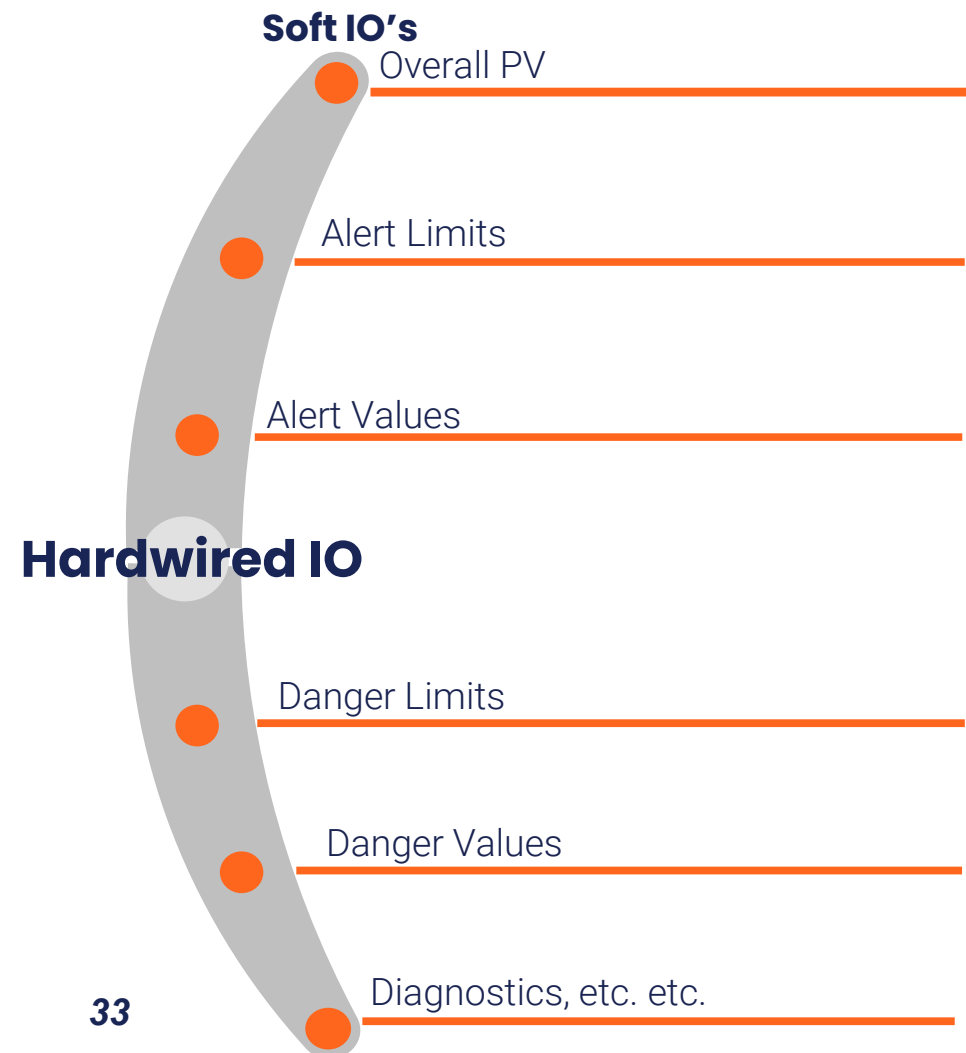 Soft IO’s
Overall PV
Alert Limits
Alert Values
Hardwired IO
Danger Limits
Danger Values
Diagnostics, etc. etc.
33